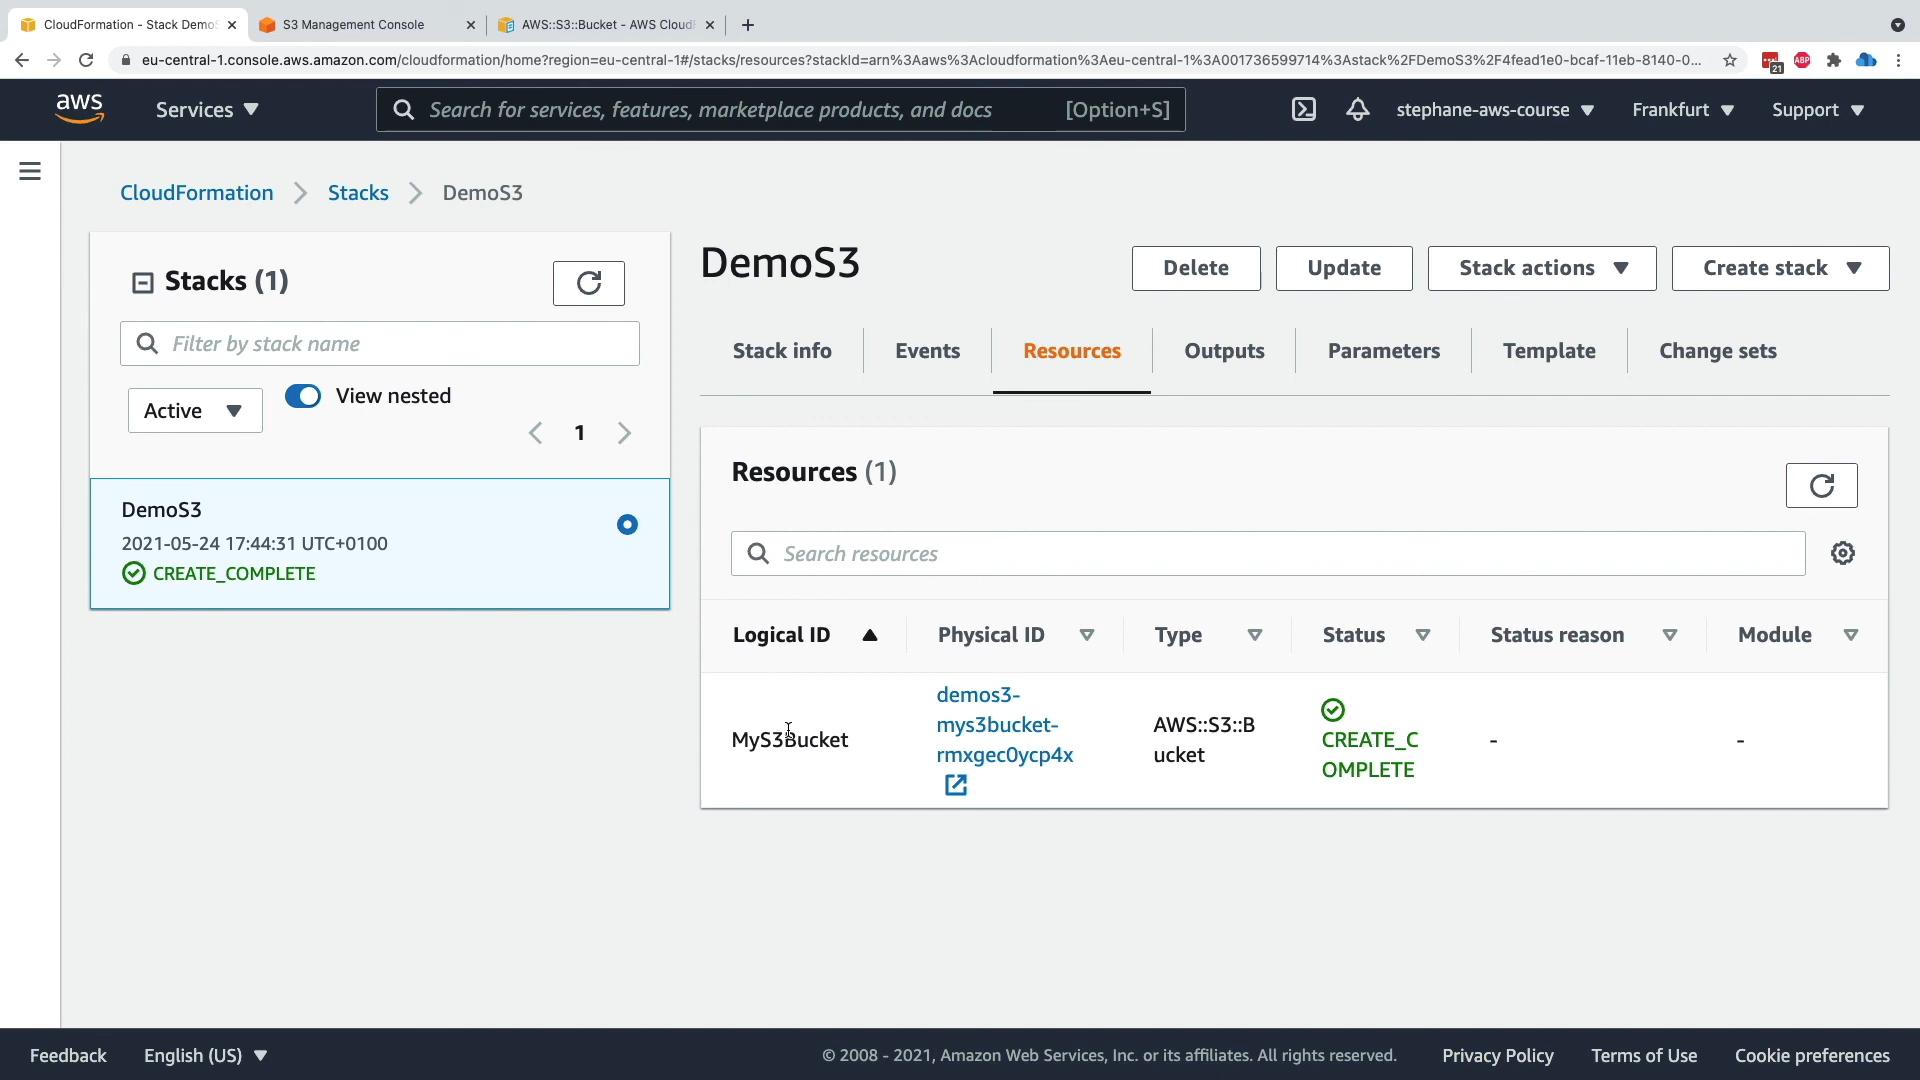 CloudFormation - Stack DemoS
S3 Management Console
AWS::S3::Bucket - AWS CloudF
eu-central-1.console.aws.amazon.com/cloudformation/home?region=eu-central-1#/stacks/resources?stackId=arn%3Aaws%3Acloudformation%3Aeu-central-1%3A001736599714%3Astack%2FDemoS3%2F4fead1e0-bcaf-11eb-8140-0...
21
ABP
aws
Services
Search for services, features, marketplace products, and docs
[Option+S]
stephane-aws-course
Frankfurt
Support
CloudFormation
Stacks
DemoS3
Stacks (1)
Filter by stack name
Active
View nested
1
DemoS3
2021-05-24 17:44:31 UTC+0100
CREATE_COMPLETE
DemoS3
Delete
Update
Stack actions
Create stack
Stack info
Events
Resources
Outputs
Parameters
Template
Change sets
Resources (1)
Search resources
Logical ID
Physical ID
Type
Status
Status reason
Module
MyS3Bucket
demos3-
mys3bucket-
rmxgec0ycp4x
AWS::S3::B
ucket
CREATE_C
OMPLETE
-
-
Feedback
English (US)
© 2008 - 2021, Amazon Web Services, Inc. or its affiliates. All rights reserved.
Privacy Policy
Terms of Use
Cookie preferences